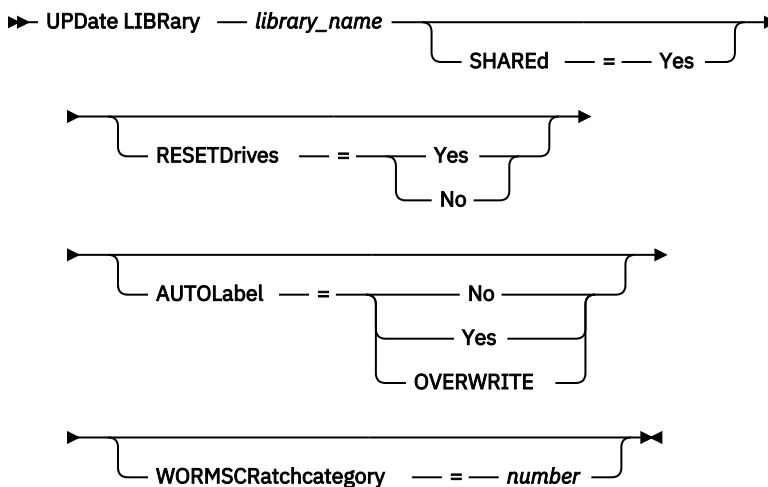 UPDate LIBRary library_name
SHAREd = Yes
RESETDrives = Yes
No
AUTOLabel = No
Yes
OVERWRITE
WORMSCRatchcategory = number